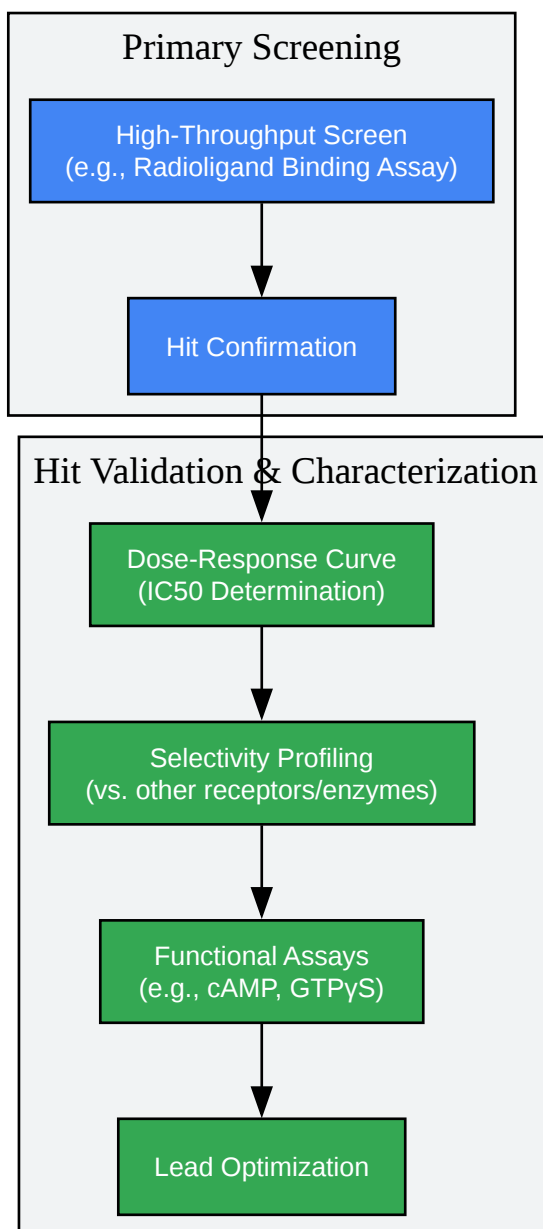 Primary Screening
High-Throughput Screen
(e.g., Radioligand Binding Assay)
Hit Confirmation
Hit Validation & Characterization
Dose-Response Curve
(IC50 Determination)
Selectivity Profiling
(vs. other receptors/enzymes)
Functional Assays
(e.g., cAMP, GTPγS)
Lead Optimization